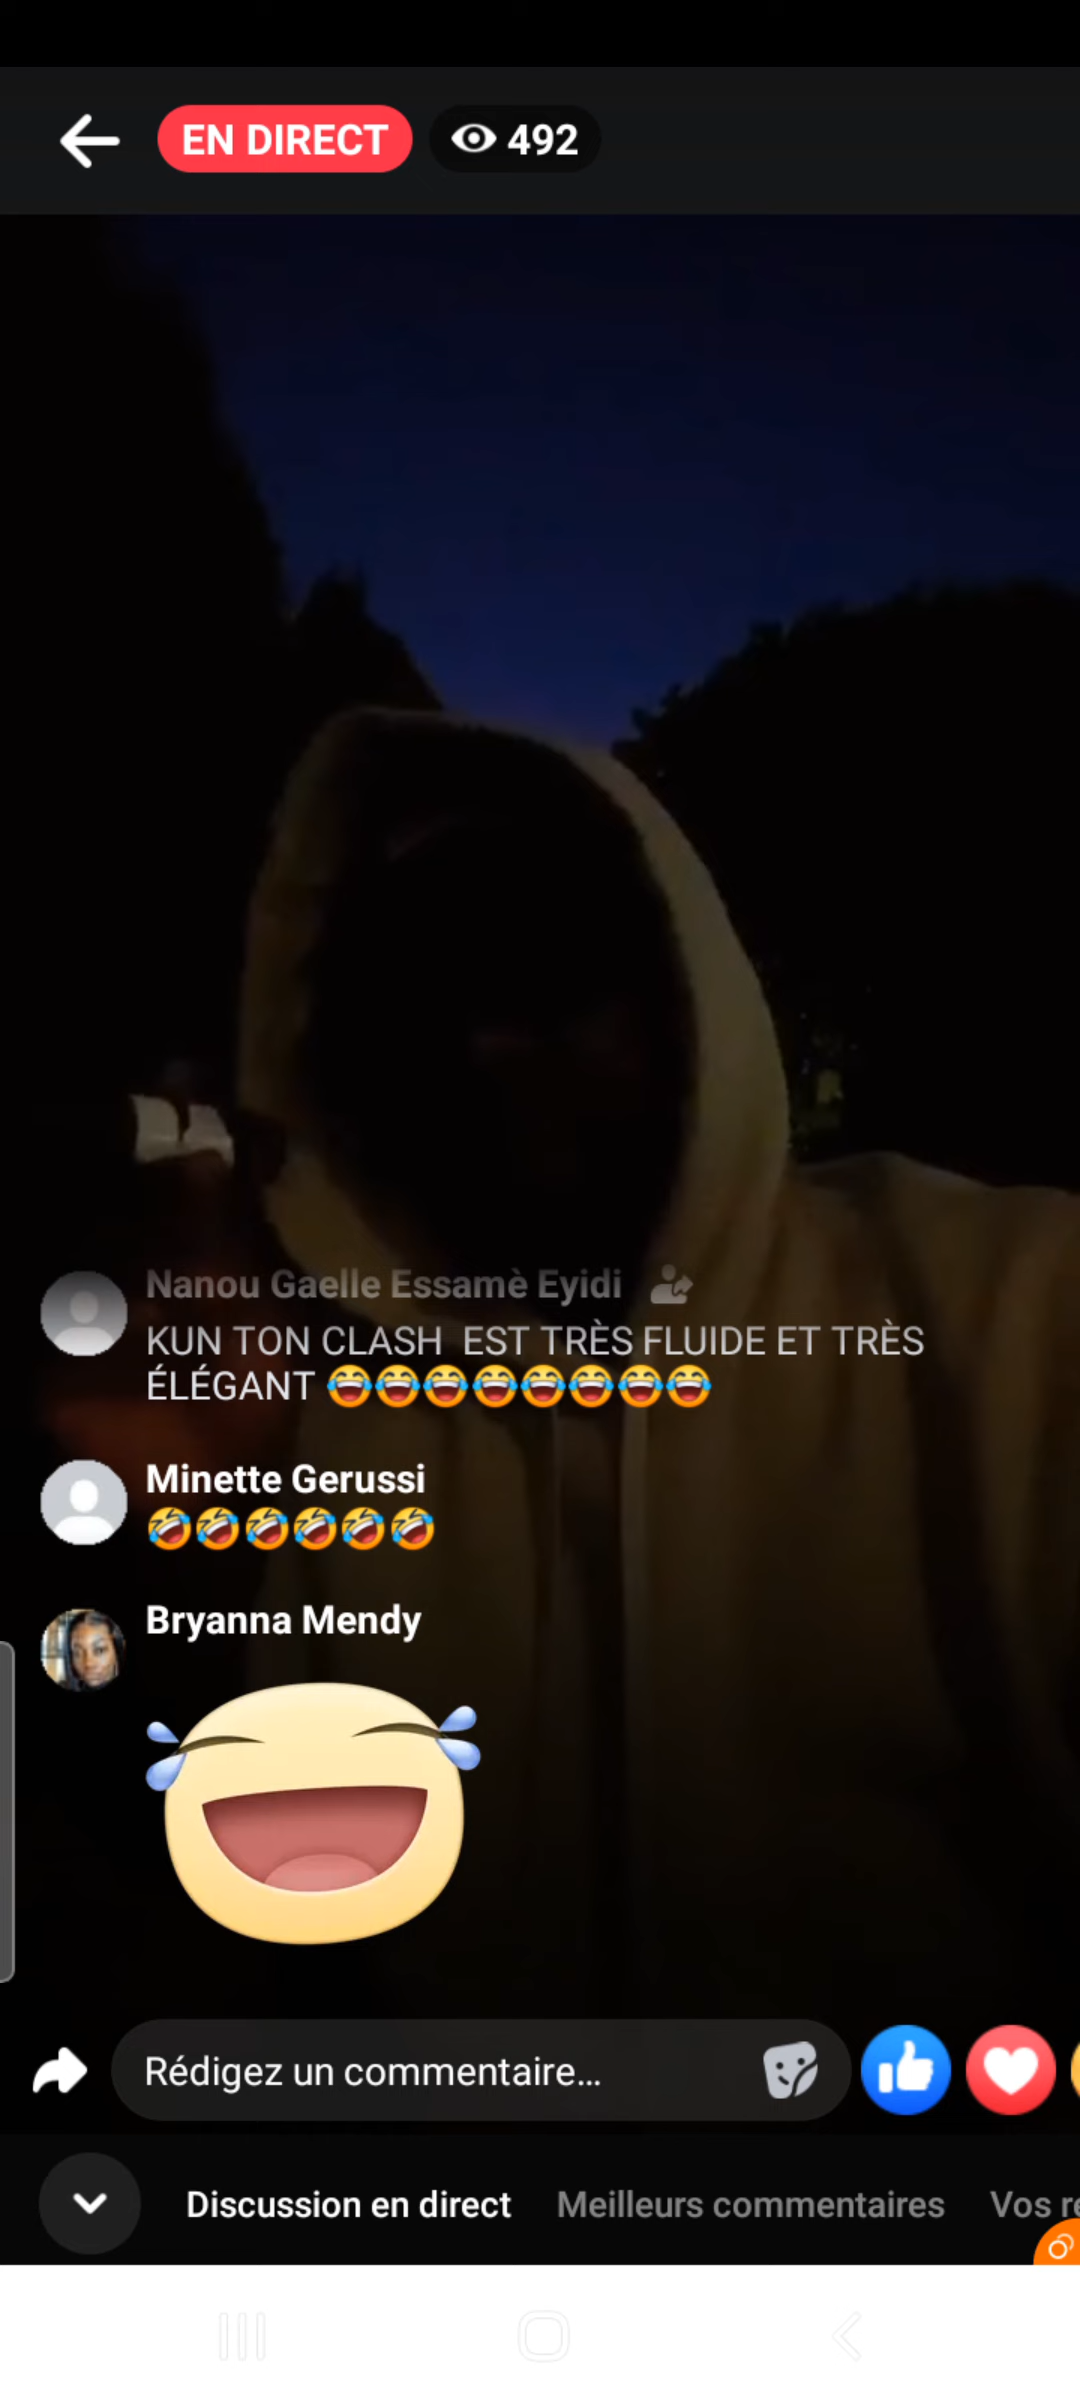 EN DIRECT 492
Nanou Gaelle Essamè Eyidi
KUN TON CLASH EST TRÈS FLUIDE ET TRÈS
ÉLÉGANT 😂😂😂😂😂😂😂😂
Minette Gerussi
🤣🤣🤣🤣🤣🤣
Bryanna Mendy
Rédigez un commentaire...
Discussion en direct Meilleurs commentaires Vos